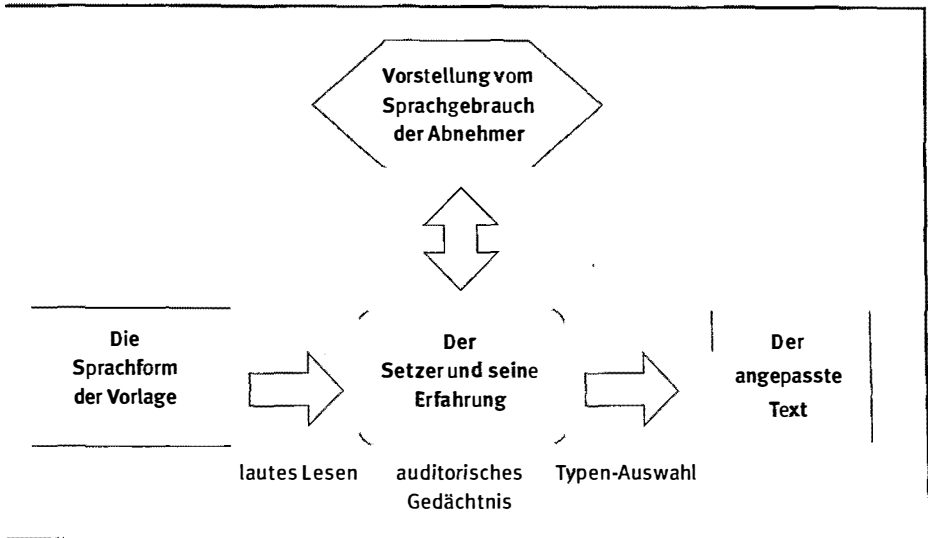 Vorstellung vom
Sprachgebrauch
der Abnehmer
Die
Sprachform
der Vorlage
Der
Setzer und seine
Erfahrung
Der
angepasste
Text
lautes Lesen
auditorisches
Gedächtnis
Typen-Auswahl